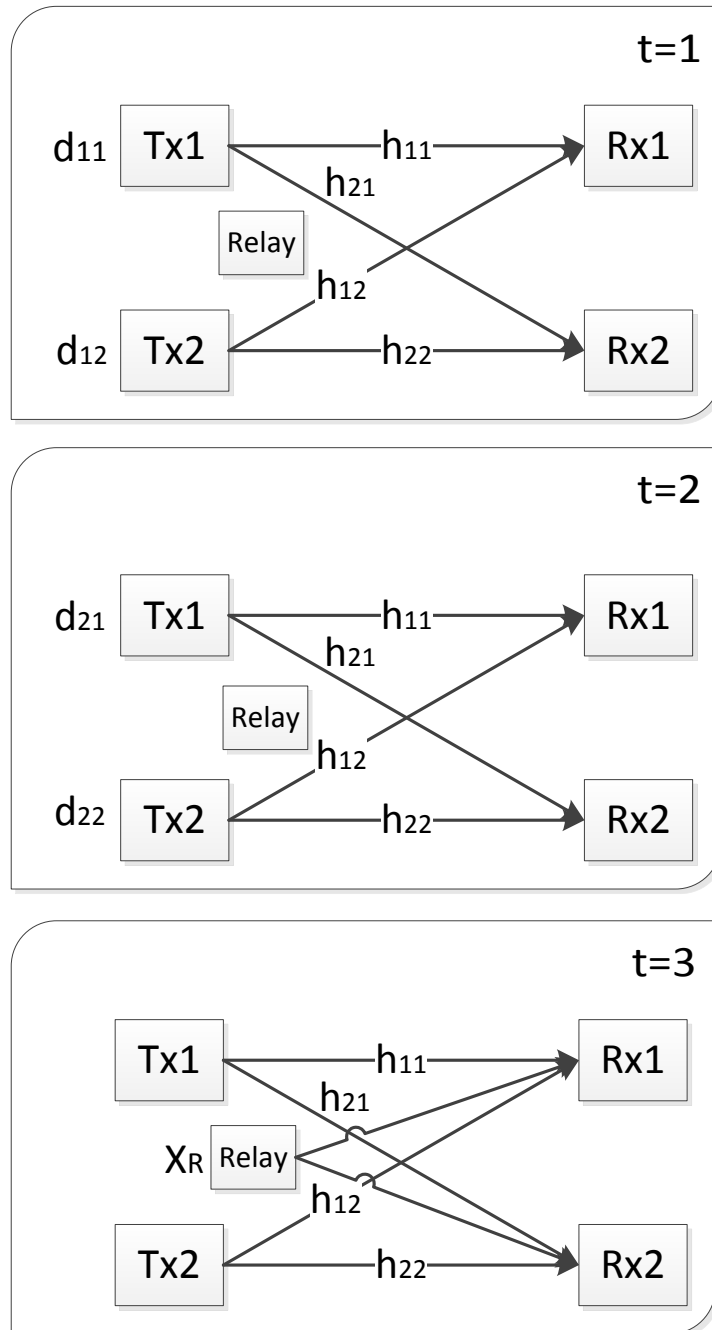 t=1
d11 Tx1 h11 Rx1
h21
Relay
h12
d12 Tx2 h22 Rx2
t=2
d21 Tx1 h11 Rx1
h21
Relay
h12
d22 Tx2 h22 Rx2
t=3
Tx1 h11 Rx1
h21
XR Relay
h12
Tx2 h22 Rx2